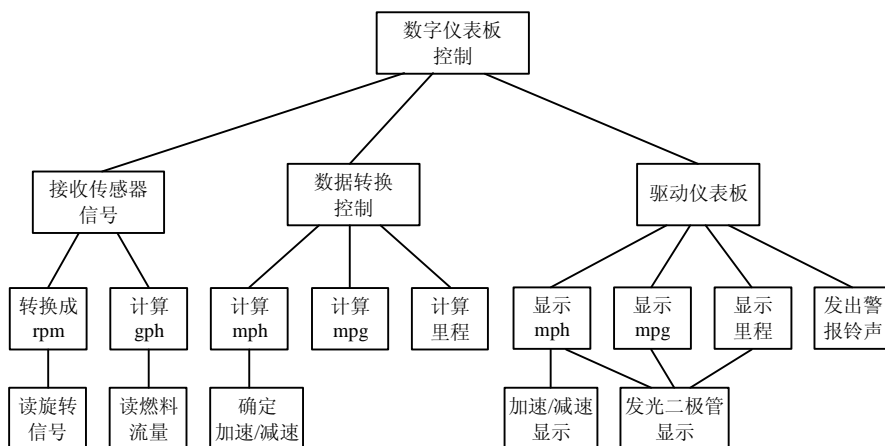 数字仪表板
控制
接收传感器
信号
数据转换
控制
驱动仪表板
转换成
rpm
计算
gph
计算
mph
计算
mpg
计算
里程
显示
mph
显示
mpg
显示
里程
发出警
报铃声
读旋转
信号
读燃料
流量
确定
加速/减速
加速/减速
显示
发光二极管
显示